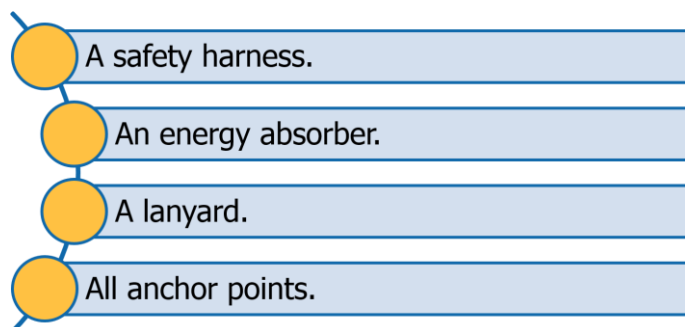 A safety harness.
An energy absorber.
A lanyard.
All anchor points.